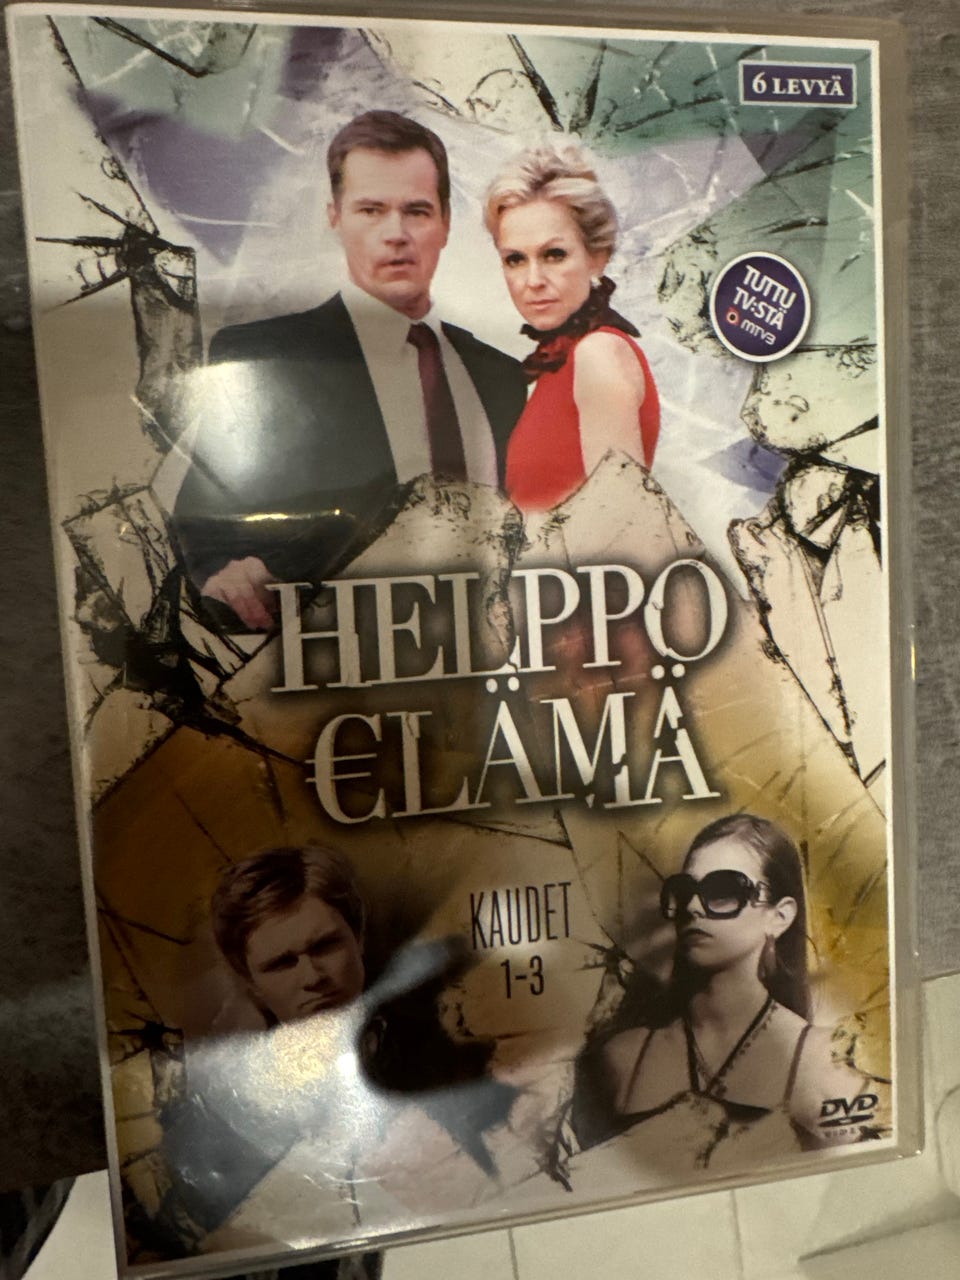 6 LEVYÄ
TUTTU
TV:STÄ
MTV3
HELPPO
€LÄMÄ
KAUDET
1-3
DVD